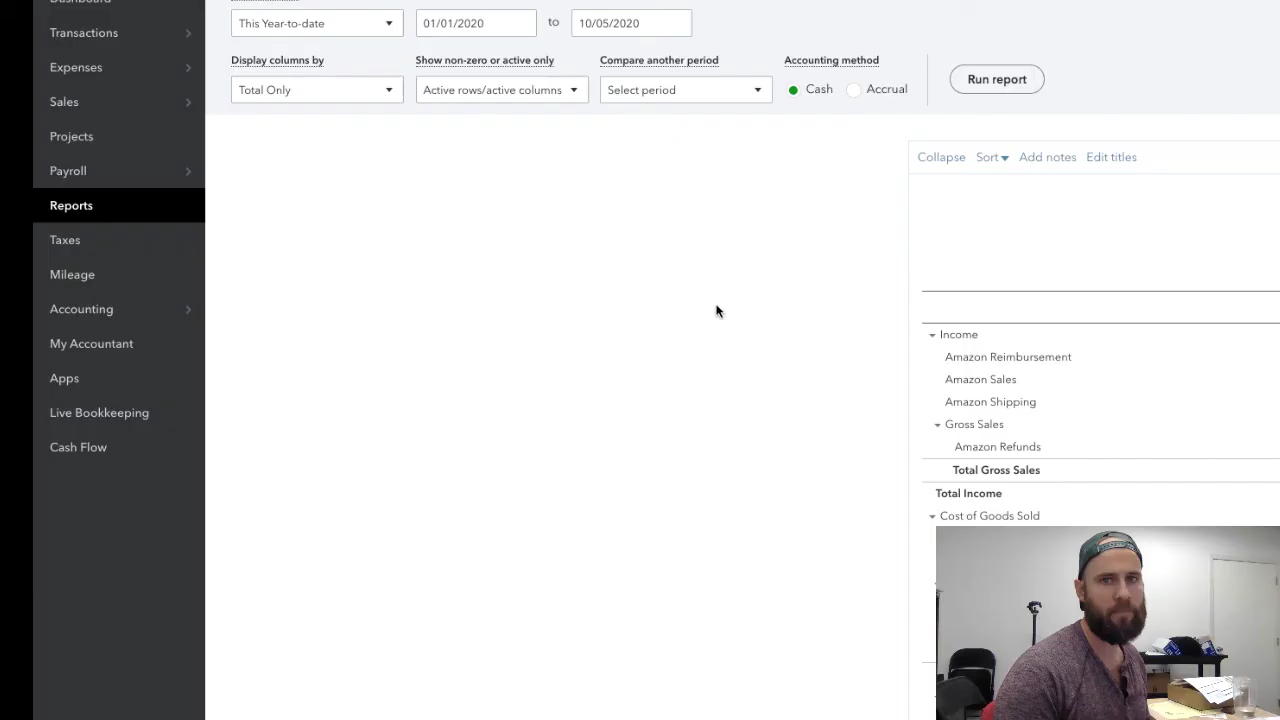 Dashboard
Transactions
Expenses
Sales
Projects
Payroll
Reports
Taxes
Mileage
Accounting
My Accountant
Apps
Live Bookkeeping
Cash Flow
This Year-to-date 01/01/2020 to 10/05/2020
Display columns by Show non-zero or active only Compare another period Accounting method
Total Only Active rows/active columns Select period Cash Accrual Run report
Collapse Sort Add notes Edit titles
Income
Amazon Reimbursement
Amazon Sales
Amazon Shipping
Gross Sales
Amazon Refunds
Total Gross Sales
Total Income
Cost of Goods Sold